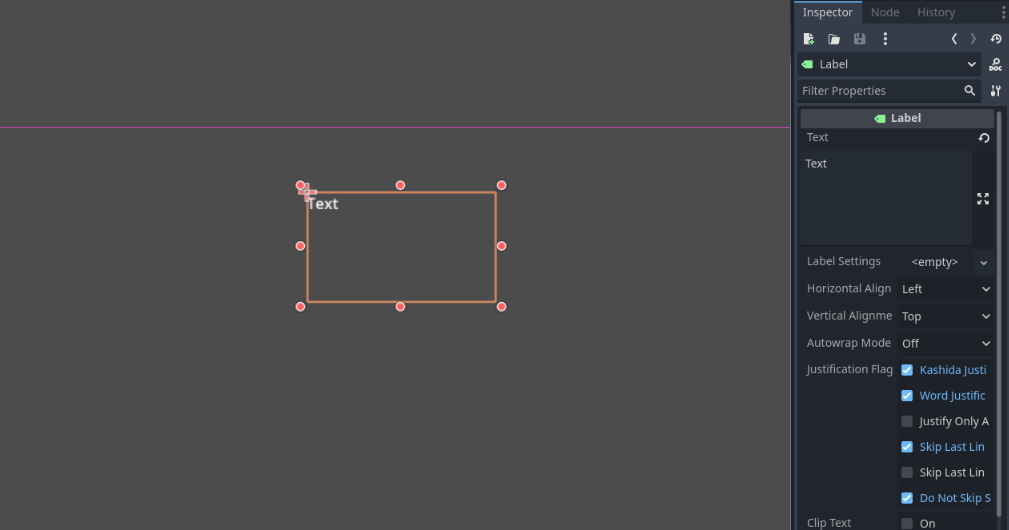 Inspector Node History
Label
Filter Properties
Label
Text
Text
Text
Label Settings <empty>
Horizontal Align Left
Vertical Alignme Top
Autowrap Mode Off
Justification Flag Kashida Justi
Word Justific
Justify Only A
Skip Last Lin
Skip Last Lin
Do Not Skip S
Clip Text On